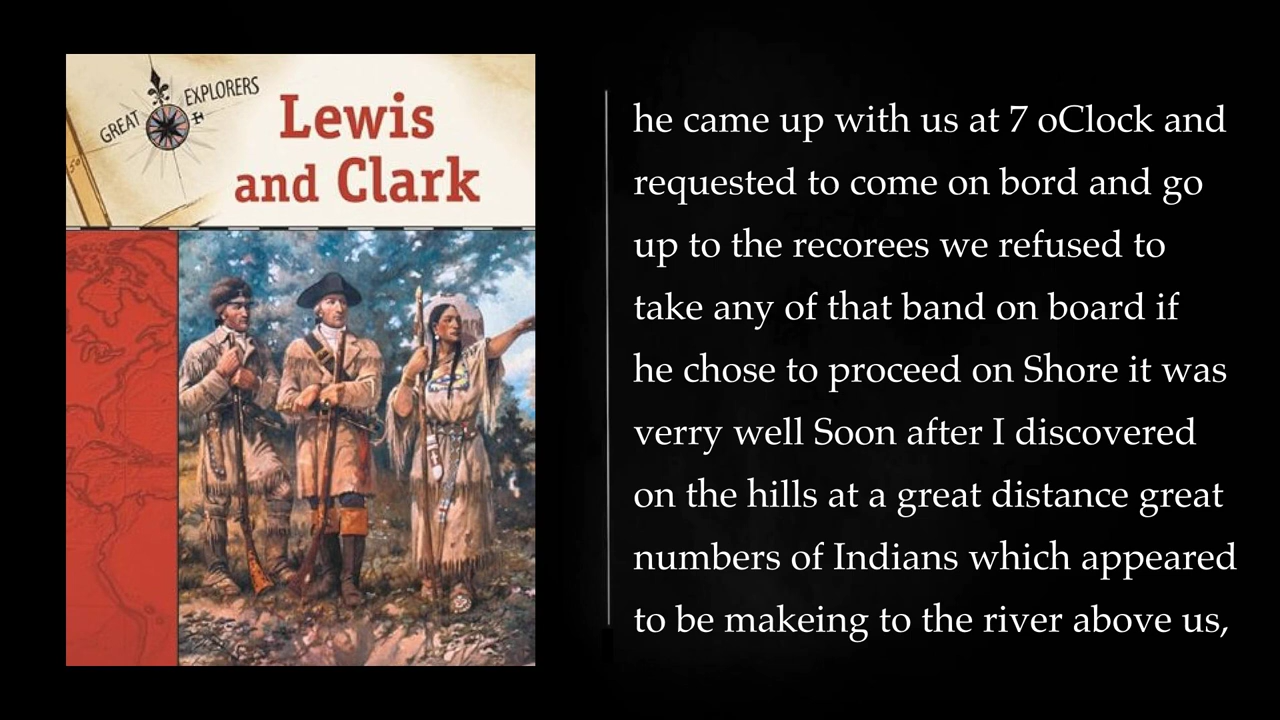 GREAT EXPLORERS
Lewis
and Clark
50
he came up with us at 7 oClock and
requested to come on bord and go
up to the recorees we refused to
take any of that band on board if
he chose to proceed on Shore it was
verry well Soon after I discovered
on the hills at a great distance great
numbers of Indians which appeared
to be makeing to the river above us,